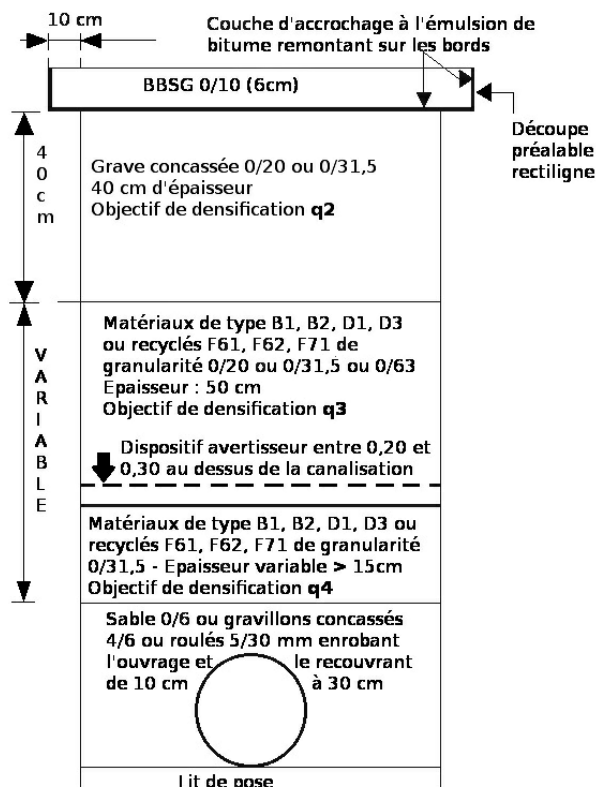 10 cm
Couche d'accrochage à l'émulsion de
bitume remontant sur les bords
BBSG 0/10 (6cm)
Découpe
préalable
rectiligne
40cm
Grave concassée 0/20 ou 0/31,5
40 cm d'épaisseur
Objectif de densification q2
VARIABLE
Matériaux de type B1, B2, D1, D3
ou recyclés F61, F62, F71 de
granularité 0/20 ou 0/31,5 ou 0/63
Epaisseur : 50 cm
Objectif de densification q3
Dispositif avertisseur entre 0,20 et
0,30 au dessus de la canalisation
Matériaux de type B1, B2, D1, D3 ou
recyclés F61, F62, F71 de granularité
0/31,5 - Epaisseur variable > 15cm
Objectif de densification q4
Sable 0/6 ou gravillons concassés
4/6 ou roulés 5/30 mm enrobant
l'ouvrage et le recouvrant
de 10 cm à 30 cm
Lit de pose